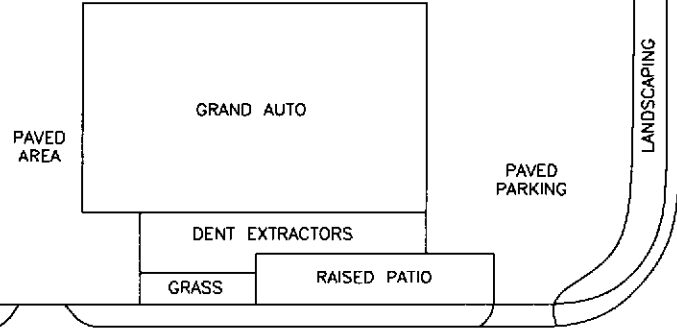 LANDSCAPING
GRAND AUTO
PAVED
AREA
PAVED
PARKING
DENT EXTRACTORS
RAISED PATIO
GRASS